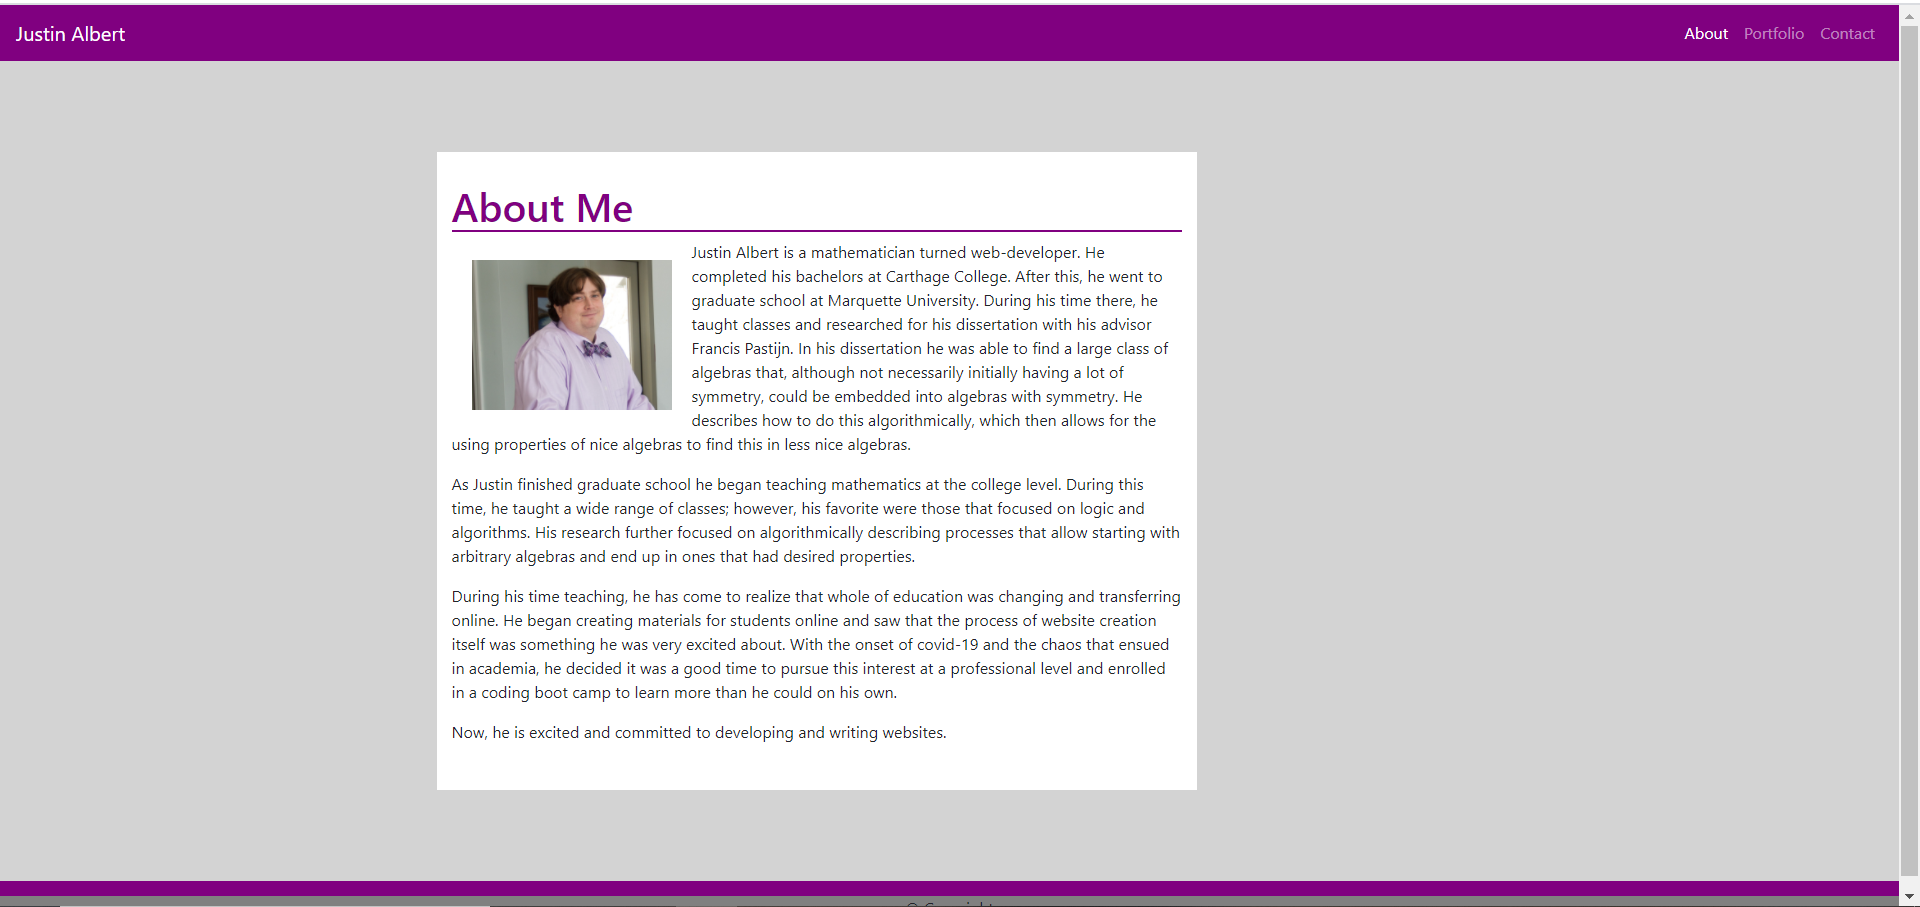 Justin Albert
About Portfolio Contact
About Me
Justin Albert is a mathematician turned web-developer. He
completed his bachelors at Carthage College. After this, he went to
graduate school at Marquette University. During his time there, he
taught classes and researched for his dissertation with his advisor
Francis Pastijn. In his dissertation he was able to find a large class of
algebras that, although not necessarily initially having a lot of
symmetry, could be embedded into algebras with symmetry. He
describes how to do this algorithmically, which then allows for the
using properties of nice algebras to find this in less nice algebras.
As Justin finished graduate school he began teaching mathematics at the college level. During this
time, he taught a wide range of classes; however, his favorite were those that focused on logic and
algorithms. His research further focused on algorithmically describing processes that allow starting with
arbitrary algebras and end up in ones that had desired properties.
During his time teaching, he has come to realize that whole of education was changing and transferring
online. He began creating materials for students online and saw that the process of website creation
itself was something he was very excited about. With the onset of covid-19 and the chaos that ensued
in academia, he decided it was a good time to pursue this interest at a professional level and enrolled
in a coding boot camp to learn more than he could on his own.
Now, he is excited and committed to developing and writing websites.